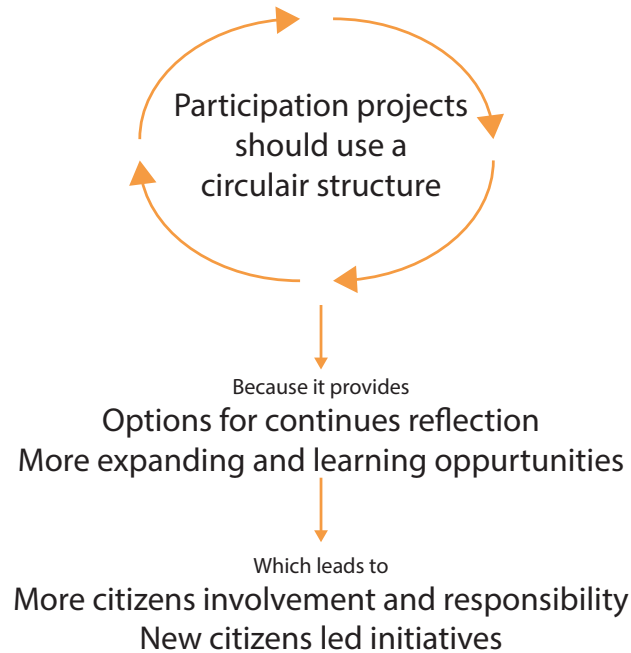 Participation projects
should use a
circulair structure
Because it provides
Options for continues reflection
More expanding and learning oppurtunities
Which leads to
More citizens involvement and responsibility
New citizens led initiatives